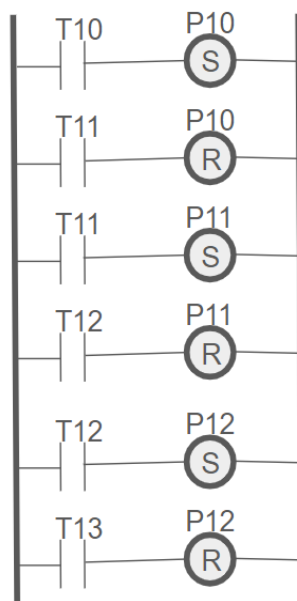 T10 P10
S
T11 P10
R
T11 P11
S
T12 P11
R
T12 P12
S
T13 P12
R